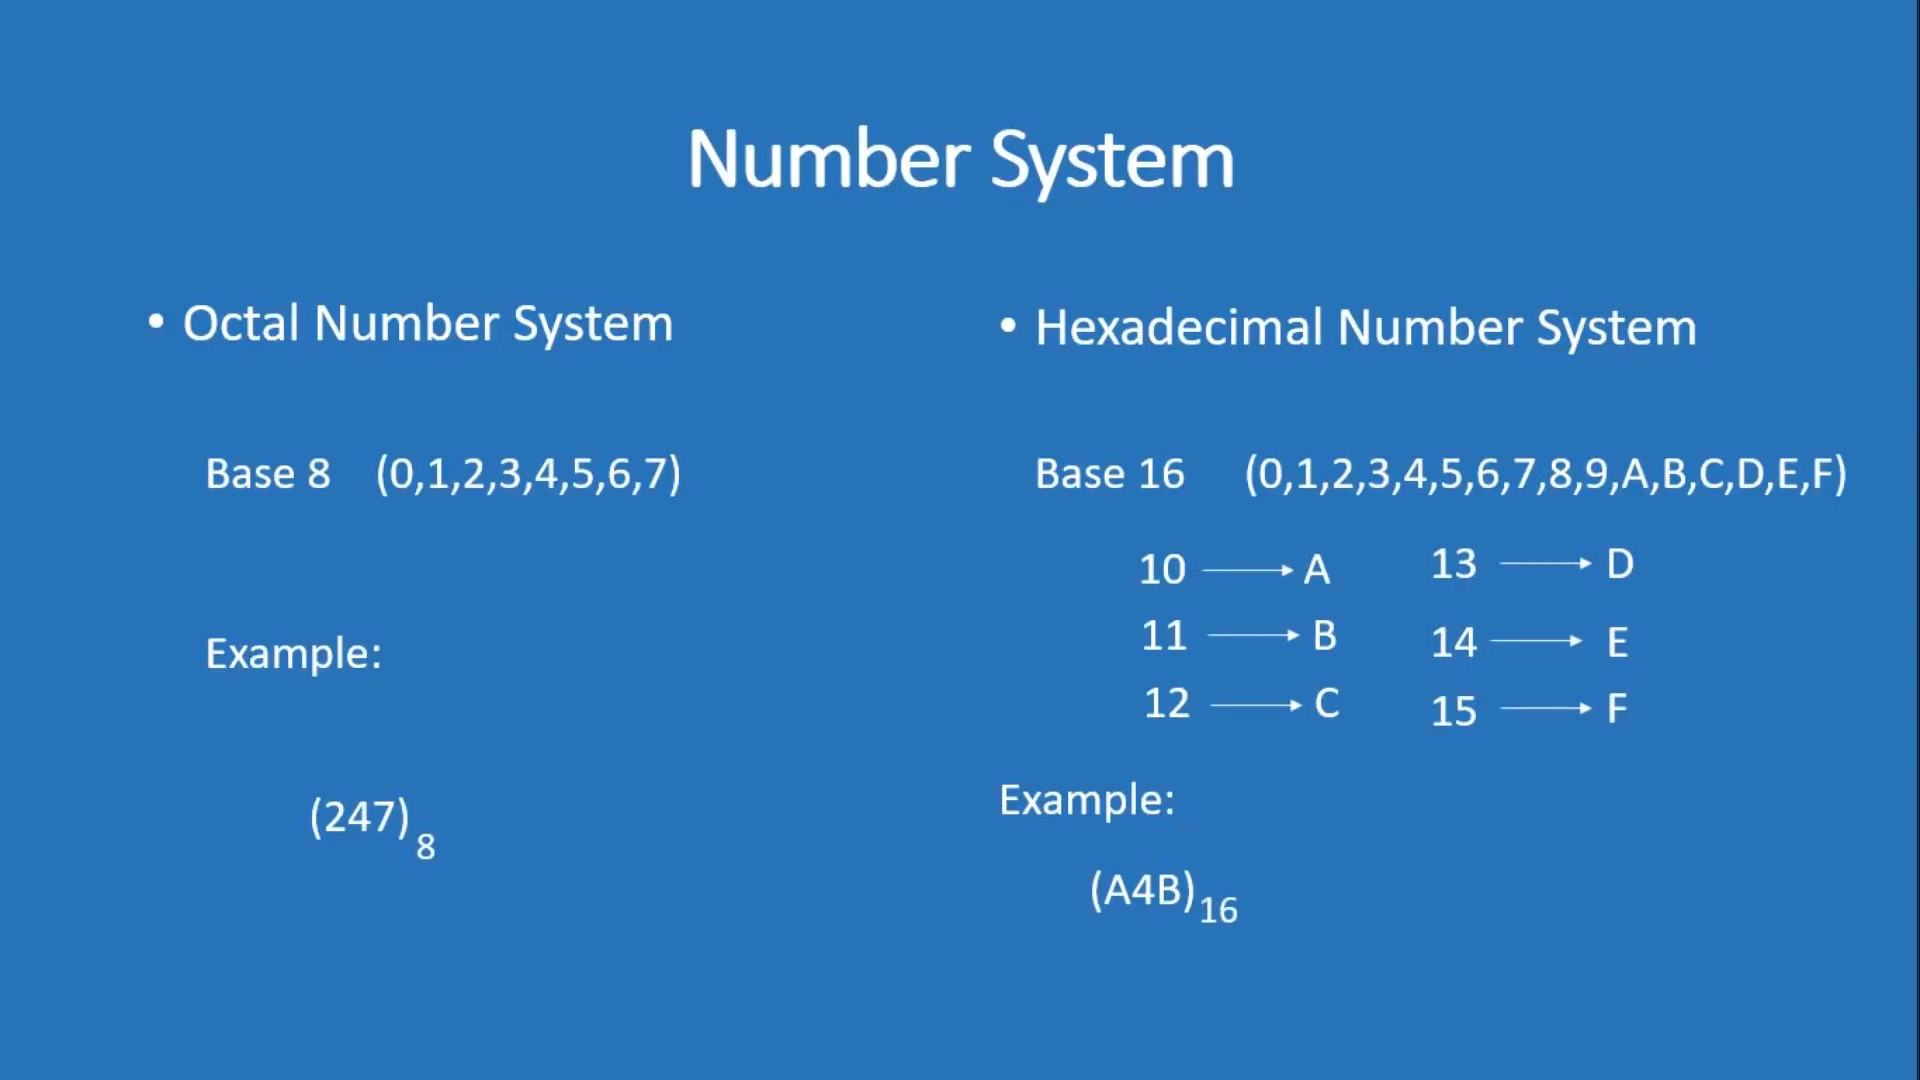 Number System
• Octal Number System
Base 8 (0,1,2,3,4,5,6,7)
Example:
(247)8
• Hexadecimal Number System
Base 16 (0,1,2,3,4,5,6,7,8,9,A,B,C,D,E,F)
10 → A 13 → D
11 → B 14 → E
12 → C 15 → F
Example:
(A4B)16